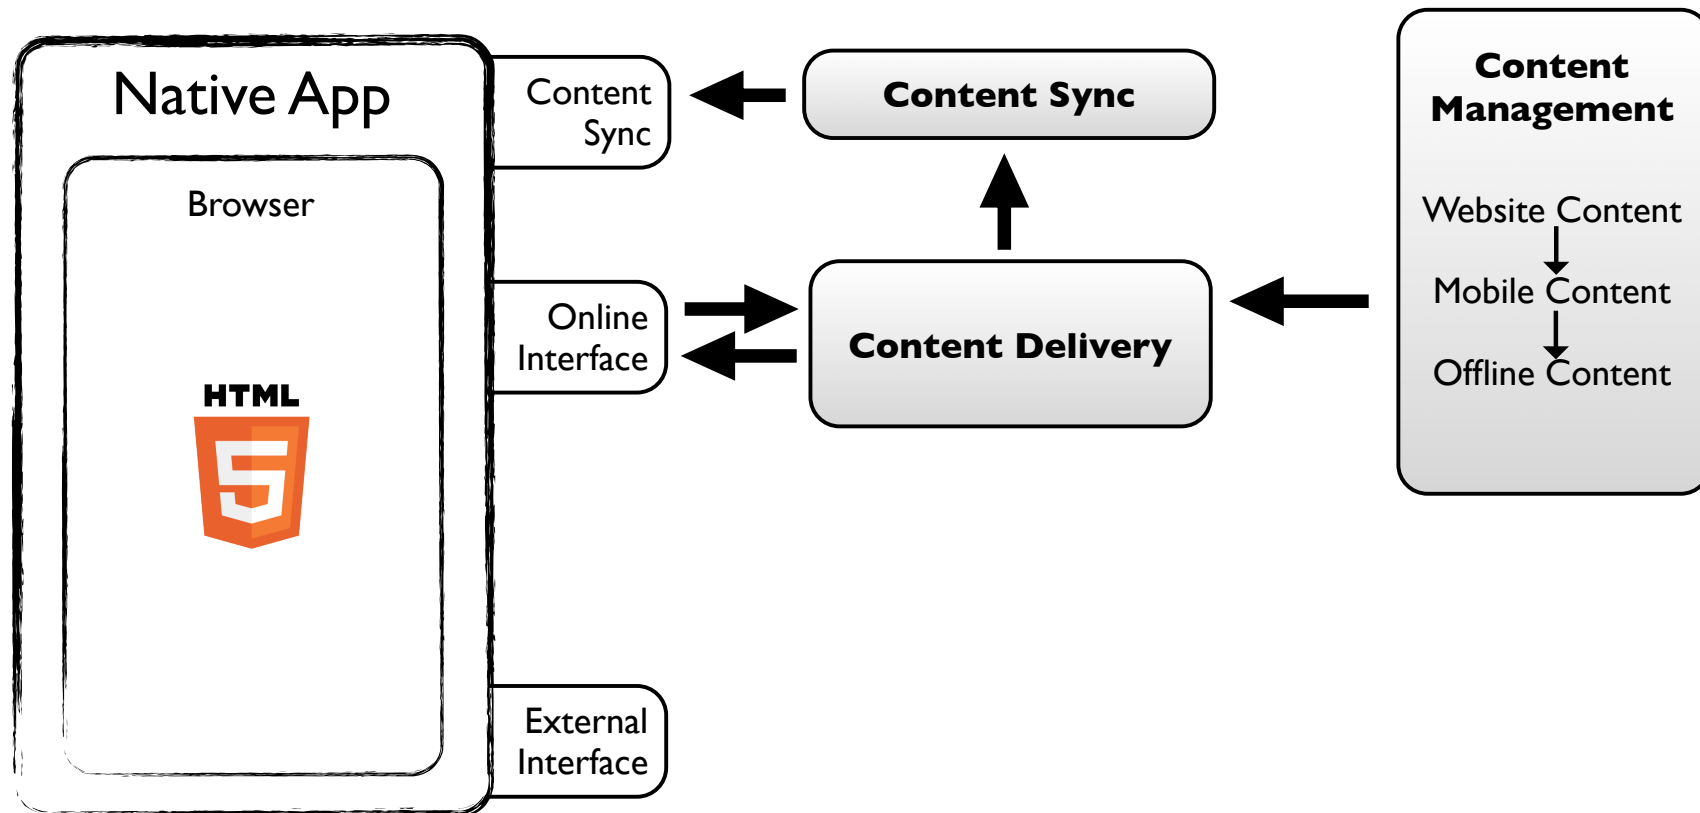 Native App
Browser
HTML
5
Content
Sync
Online
Interface
External
Interface
Content Sync
Content Delivery
Content
Management
Website Content
Mobile Content
Offline Content